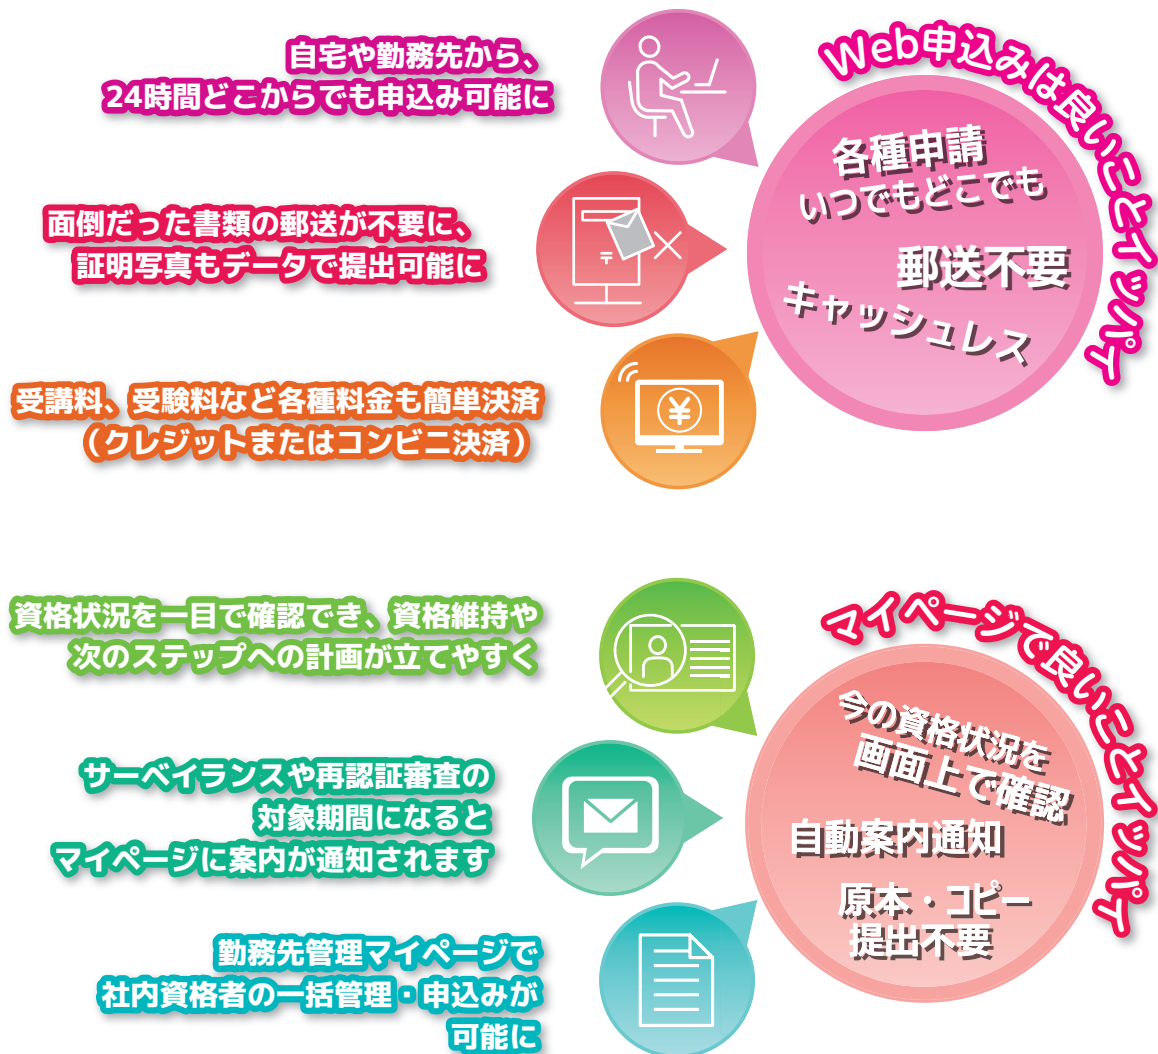 Web申込みは良いことイッパイ
自宅や勤務先から、
24時間どこからでも申込み可能に
面倒だった書類の郵送が不要に、
証明写真もデータで提出可能に
受講料、受験料など各種料金も簡単決済
（クレジットまたはコンビニ決済）
各種申請
いつでもどこでも
郵送不要
キャッシュレス
マイページで良いことイッパイ
資格状況を一目で確認でき、資格維持や
次のステップへの計画が立てやすく
サーベイランスや再認証審査の
対象期間になると
マイページに案内が通知されます
勤務先管理マイページで
社内資格者の一括管理・申込みが
可能に
今の資格状況を
画面上で確認
自動案内通知
原本・コピー
提出不要